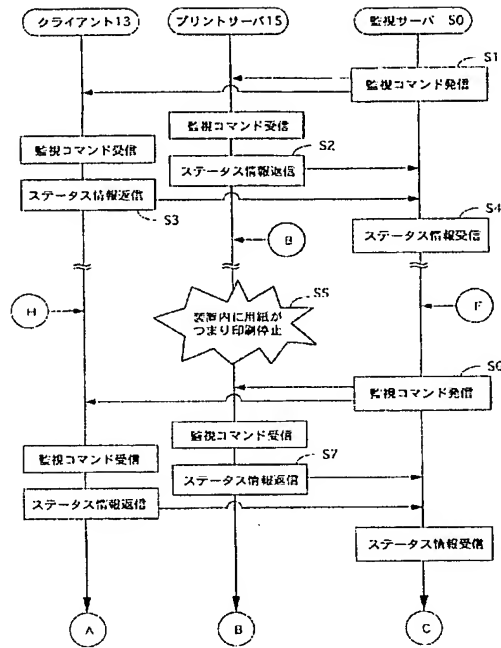 クライアント13
プリントサーバ15
監視サーバ 50
S1
監視コマンド発信
監視コマンド受信
監視コマンド受信
S2
ステータス情報返信
ステータス情報返信
S3
S4
ステータス情報受信
B
H
S5
装置内に用紙が
つまり印刷停止
F
S6
監視コマンド発信
監視コマンド受信
監視コマンド受信
S7
ステータス情報返信
ステータス情報返信
ステータス情報受信
A
B
C